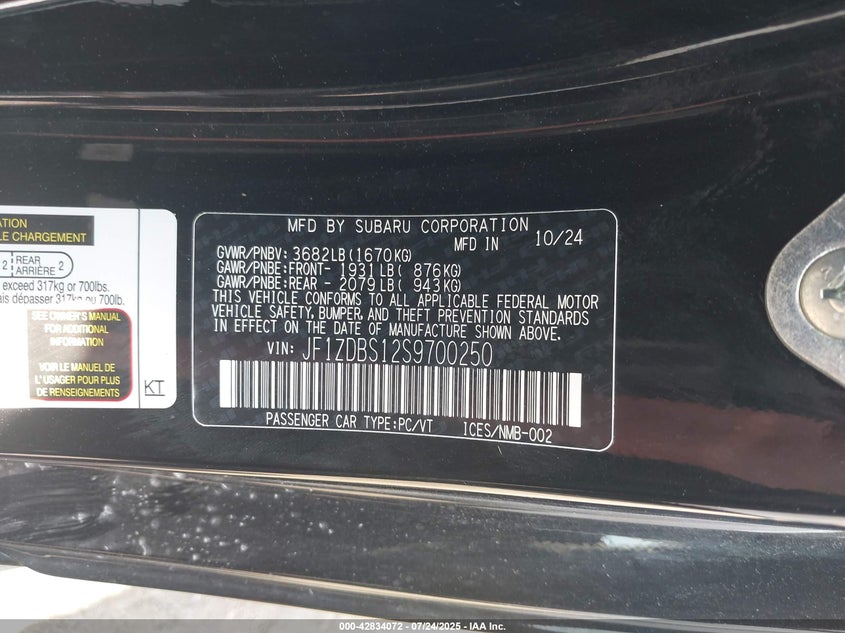 ATION
E CHARGEMENT
2 REAR ARRIÈRE 2
exceed 317kg or 700lbs.
ais dépasser 317kg ou 700lb.
SEE OWNER'S MANUAL
FOR ADDITIONAL
INFORMATION
VOIR LE MANUEL DE
L'USAGER POUR PLUS
DE RENSEIGNEMENTS
KT
MFD BY SUBARU CORPORATION
MFD IN 10/24
GVWR/PNBV: 3682LB(1670KG)
GAWR/PNBE:FRONT- 1931LB( 876KG)
GAWR/PNBE:REAR - 2079LB( 943KG)
THIS VEHICLE CONFORMS TO ALL APPLICABLE FEDERAL MOTOR
VEHICLE SAFETY, BUMPER, AND THEFT PREVENTION STANDARDS
IN EFFECT ON THE DATE OF MANUFACTURE SHOWN ABOVE.
VIN: JF1ZDBS12S9700250
PASSENGER CAR TYPE:PC/VT ICES/NMB-002
000-42834072 - 07/24/2025 - IAA Inc.